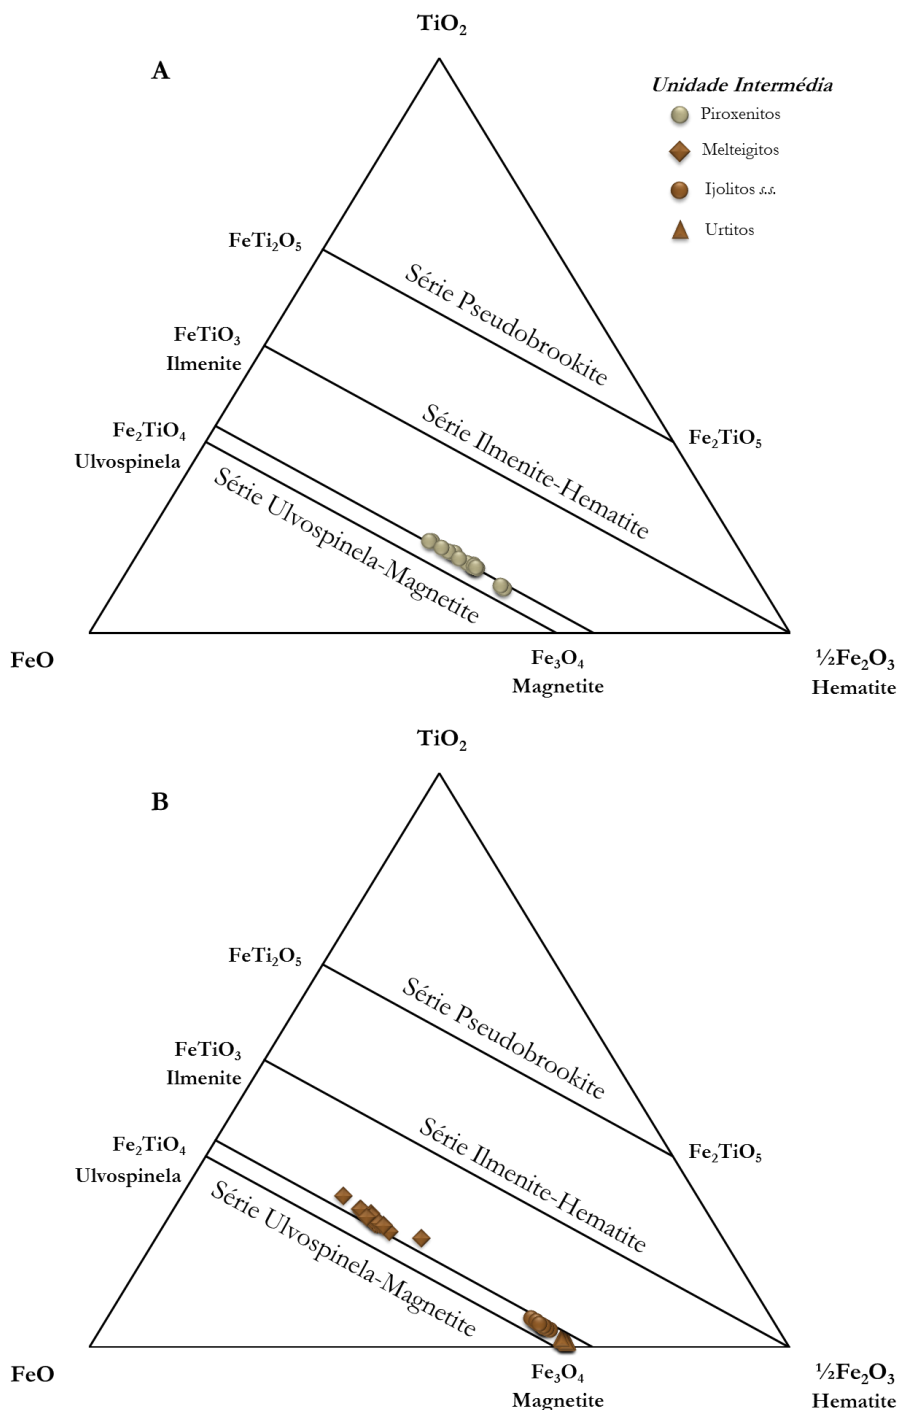 TiO₂
A
Unidade Intermédia
Piroxenitos
Melteigitos
Ijolitos s.s.
Urtitos
FeTi₂O₅
Série Pseudobrookite
FeTiO₃
Ilmenite
Série Ilmenite-Hematite
Fe₂TiO₄
Ulvospinela
Fe₂TiO₅
Série Ulvospinela-Magnetite
FeO
Fe₃O₄
Magnetite
½Fe₂O₃
Hematite
TiO₂
B
FeTi₂O₅
Série Pseudobrookite
FeTiO₃
Ilmenite
Série Ilmenite-Hematite
Fe₂TiO₄
Ulvospinela
Fe₂TiO₅
Série Ulvospinela-Magnetite
FeO
Fe₃O₄
Magnetite
½Fe₂O₃
Hematite